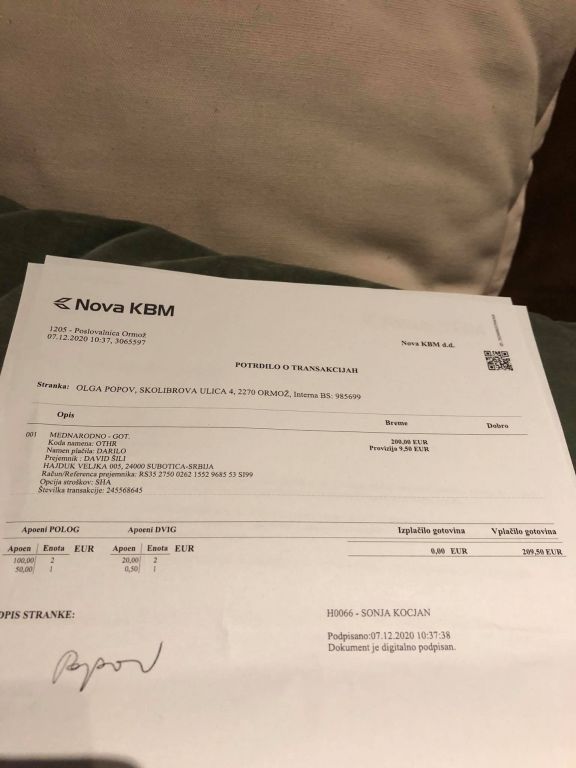 Nova KBM
1205 - Poslovalnica Ormož
07.12.2020 10:37, 3065597
Nova KBM d.d.
POTRDILO O TRANSAKCIJAH
Stranka: OLGA POPOV, SKOLIBROVA ULICA 4, 2270 ORMOŽ, Interna BS: 985699
Opis Breme Dobro
001 MEDNARODNO - GOT. 200,00 EUR
Koda namena: OTHR Provizija 9,50 EUR
Namen plačila: DARILO
Prejemnik : DAVID ŠILI
HAJDUK VELJKA 005, 24000 SUBOTICA-SRBIJA
Račun/Referenca prejemnika: RS35 2750 0262 1552 9685 53 SI99
Opcija stroškov: SHA
Številka transakcije: 245568645
Apoeni POLOG Apoeni DVIG Izplačilo gotovina Vplačilo gotovina
Apoen Enota EUR Apoen Enota EUR 0,00 EUR 209,50 EUR
100,00 2 20,00 2
50,00 1 0,50 1
OPIS STRANKE:
H0066 - SONJA KOCJAN
Podpisano:07.12.2020 10:37:38
Dokument je digitalno podpisan.
Popov